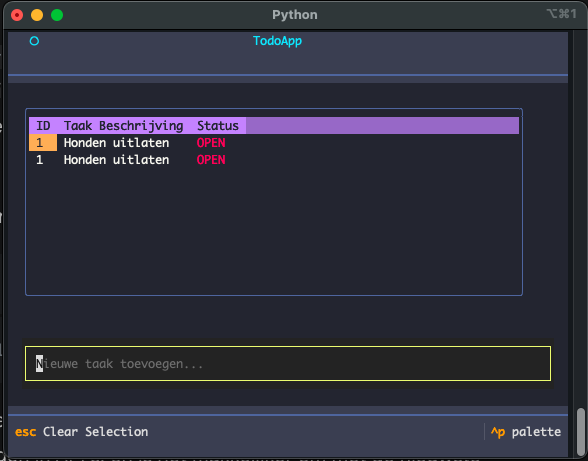 Python
⌥⌘1
TodoApp
ID Taak Beschrijving Status
1 Honden uitlaten OPEN
1 Honden uitlaten OPEN
Nieuwe taak toevoegen...
esc Clear Selection
^p palette